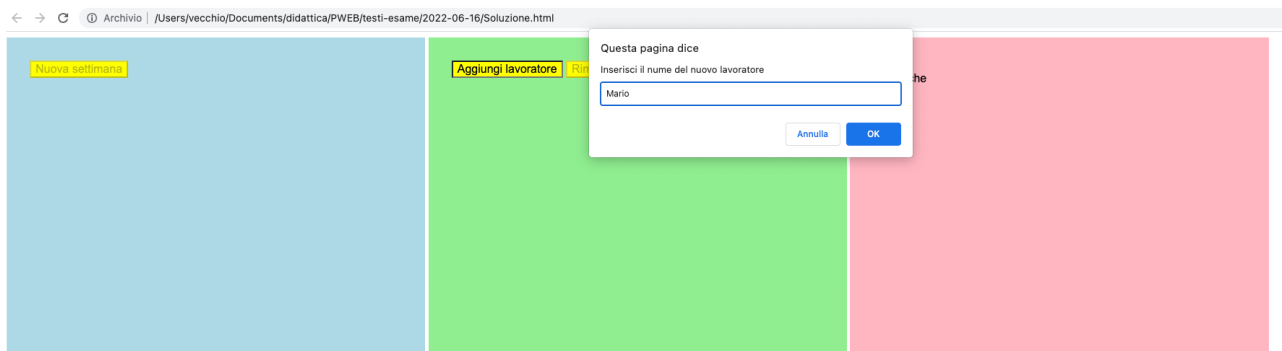 Archivio | /Users/vecchio/Documents/didattica/PWEB/testi-esame/2022-06-16/Soluzione.html
Nuova settimana
Aggiungi lavoratore
Questa pagina dice
Inserisci il nume del nuovo lavoratore
Mario
Annulla OK